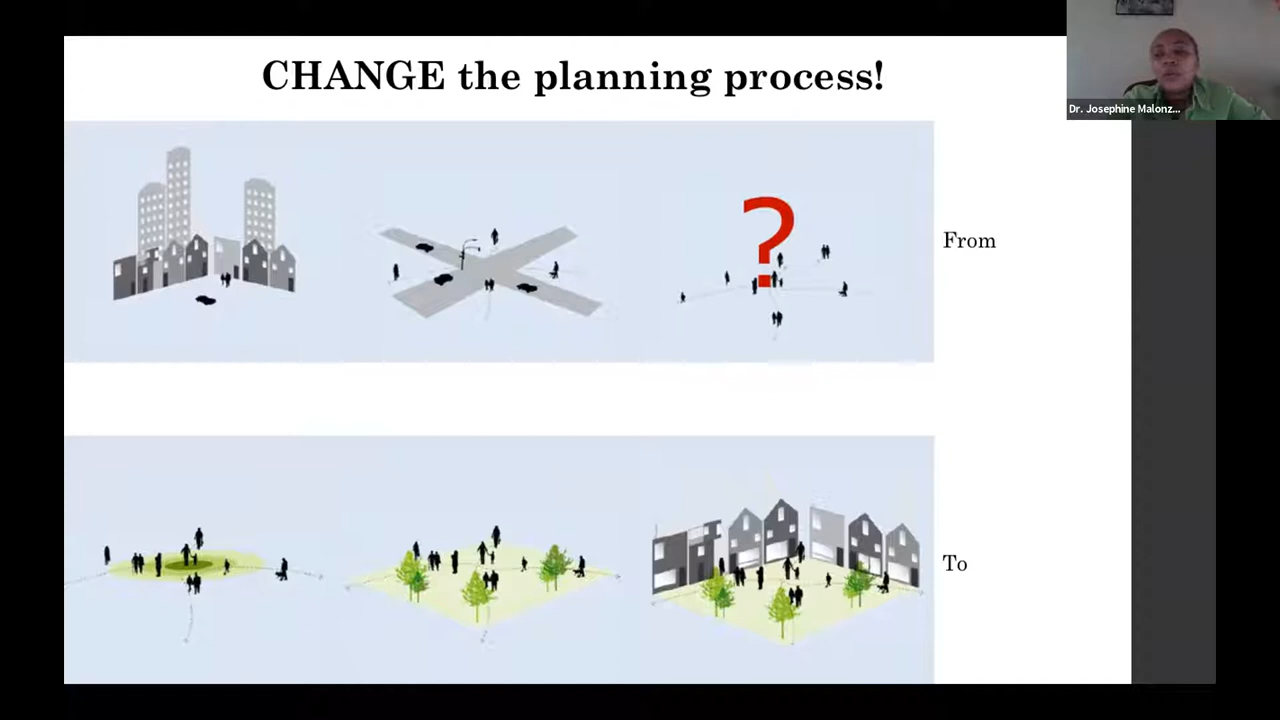 CHANGE the planning process!
Dr. Josephine Malonz...
?
From
To